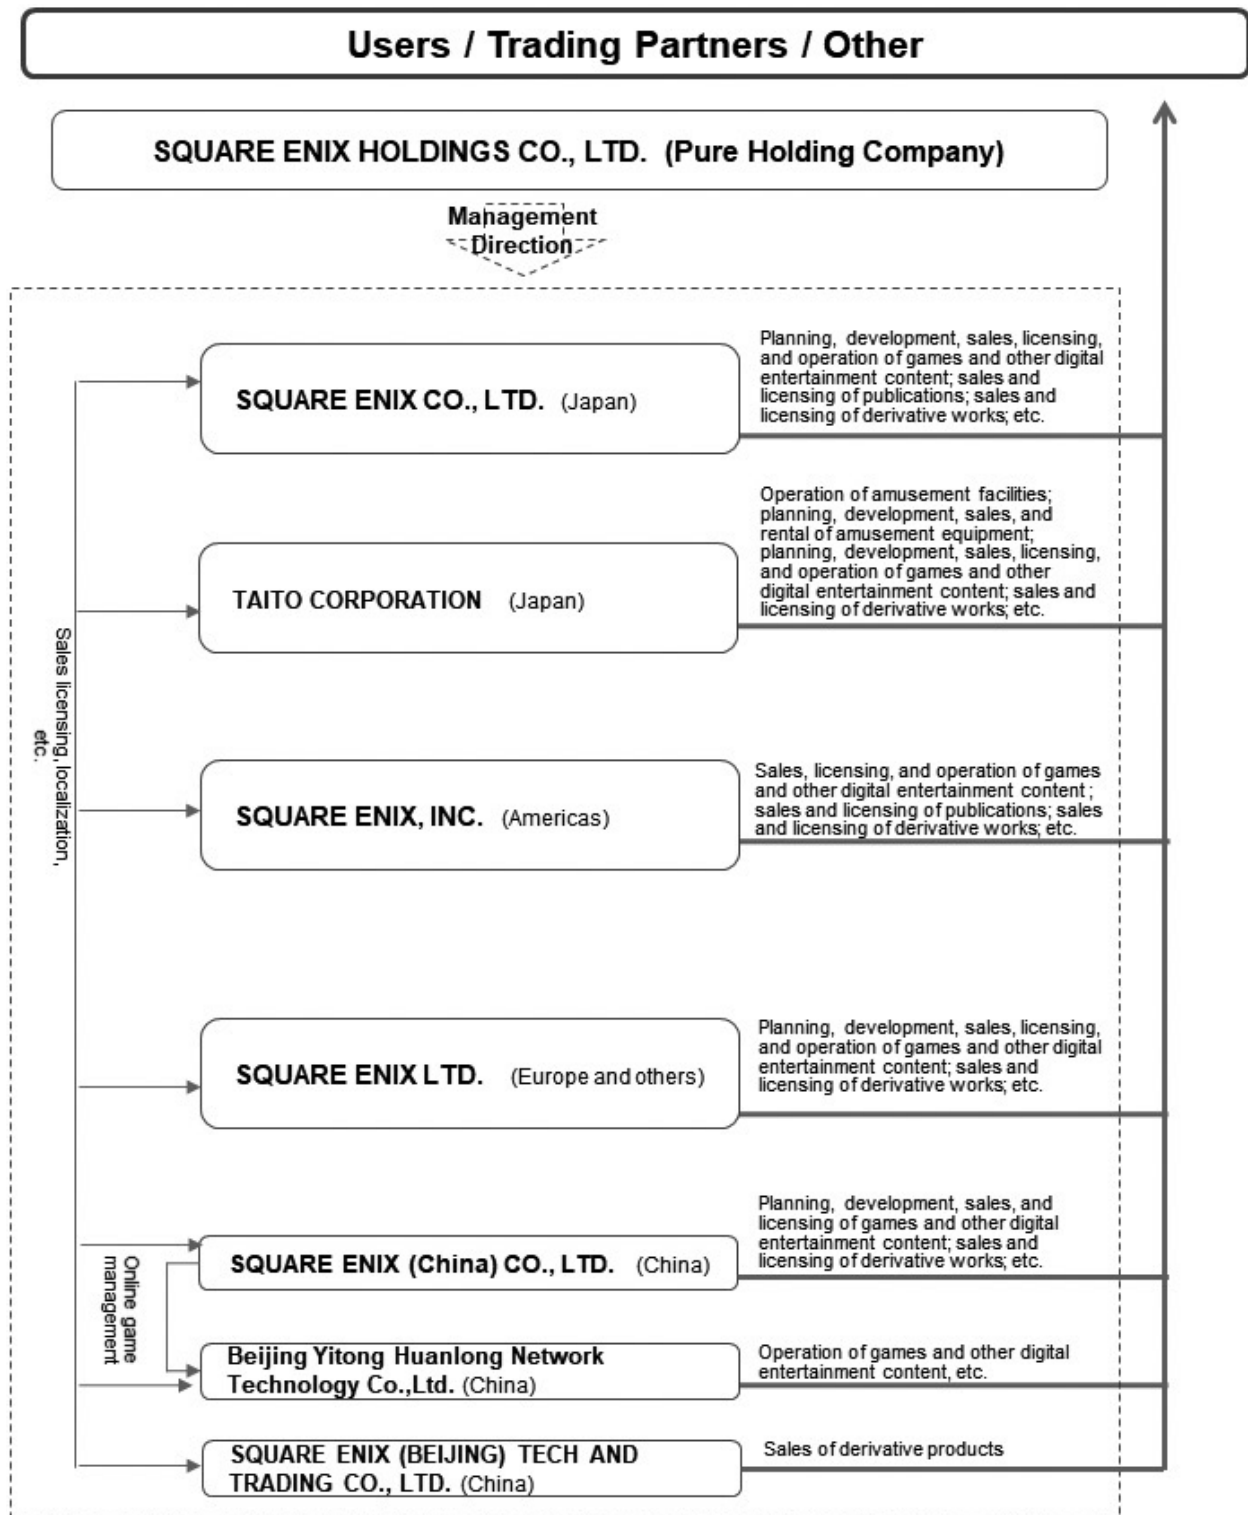 Users / Trading Partners / Other
SQUARE ENIX HOLDINGS CO., LTD. (Pure Holding Company)
Management
Direction
Planning, development, sales, licensing,
and operation of games and other digital
entertainment content; sales and
licensing of publications; sales and
licensing of derivative works; etc.
SQUARE ENIX CO., LTD. (Japan)
Operation of amusement facilities;
planning, development, sales, and
rental of amusement equipment;
planning, development, sales, licensing,
and operation of games and other
digital entertainment content; sales and
licensing of derivative works; etc.
TAITO CORPORATION (Japan)
Sales licensing, localization,
etc.
Sales, licensing, and operation of games
and other digital entertainment content ;
sales and licensing of publications; sales
and licensing of derivative works; etc.
SQUARE ENIX, INC. (Americas)
Planning, development, sales, licensing,
and operation of games and other digital
entertainment content; sales and
licensing of derivative works; etc.
SQUARE ENIX LTD. (Europe and others)
Planning, development, sales, and
licensing of games and other digital
entertainment content; sales and
licensing of derivative works; etc.
SQUARE ENIX (China) CO., LTD. (China)
Online game
management
Beijing Yitong Huanlong Network
Technology Co.,Ltd. (China)
Operation of games and other digital
entertainment content, etc.
SQUARE ENIX (BEIJING) TECH AND
TRADING CO., LTD. (China)
Sales of derivative products